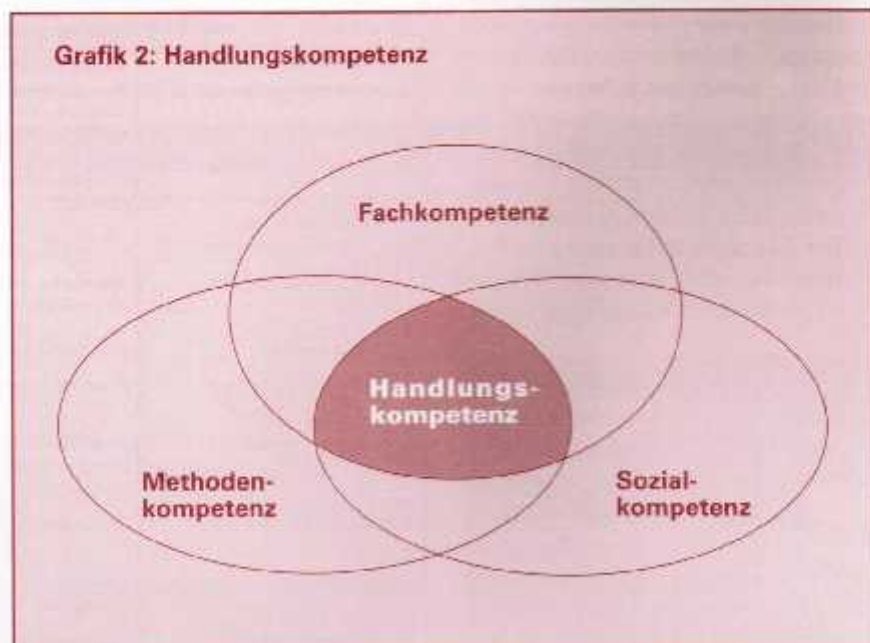 Grafik 2: Handlungskompetenz
Fachkompetenz
Handlungs-
kompetenz
Methoden-
kompetenz
Sozial-
kompetenz